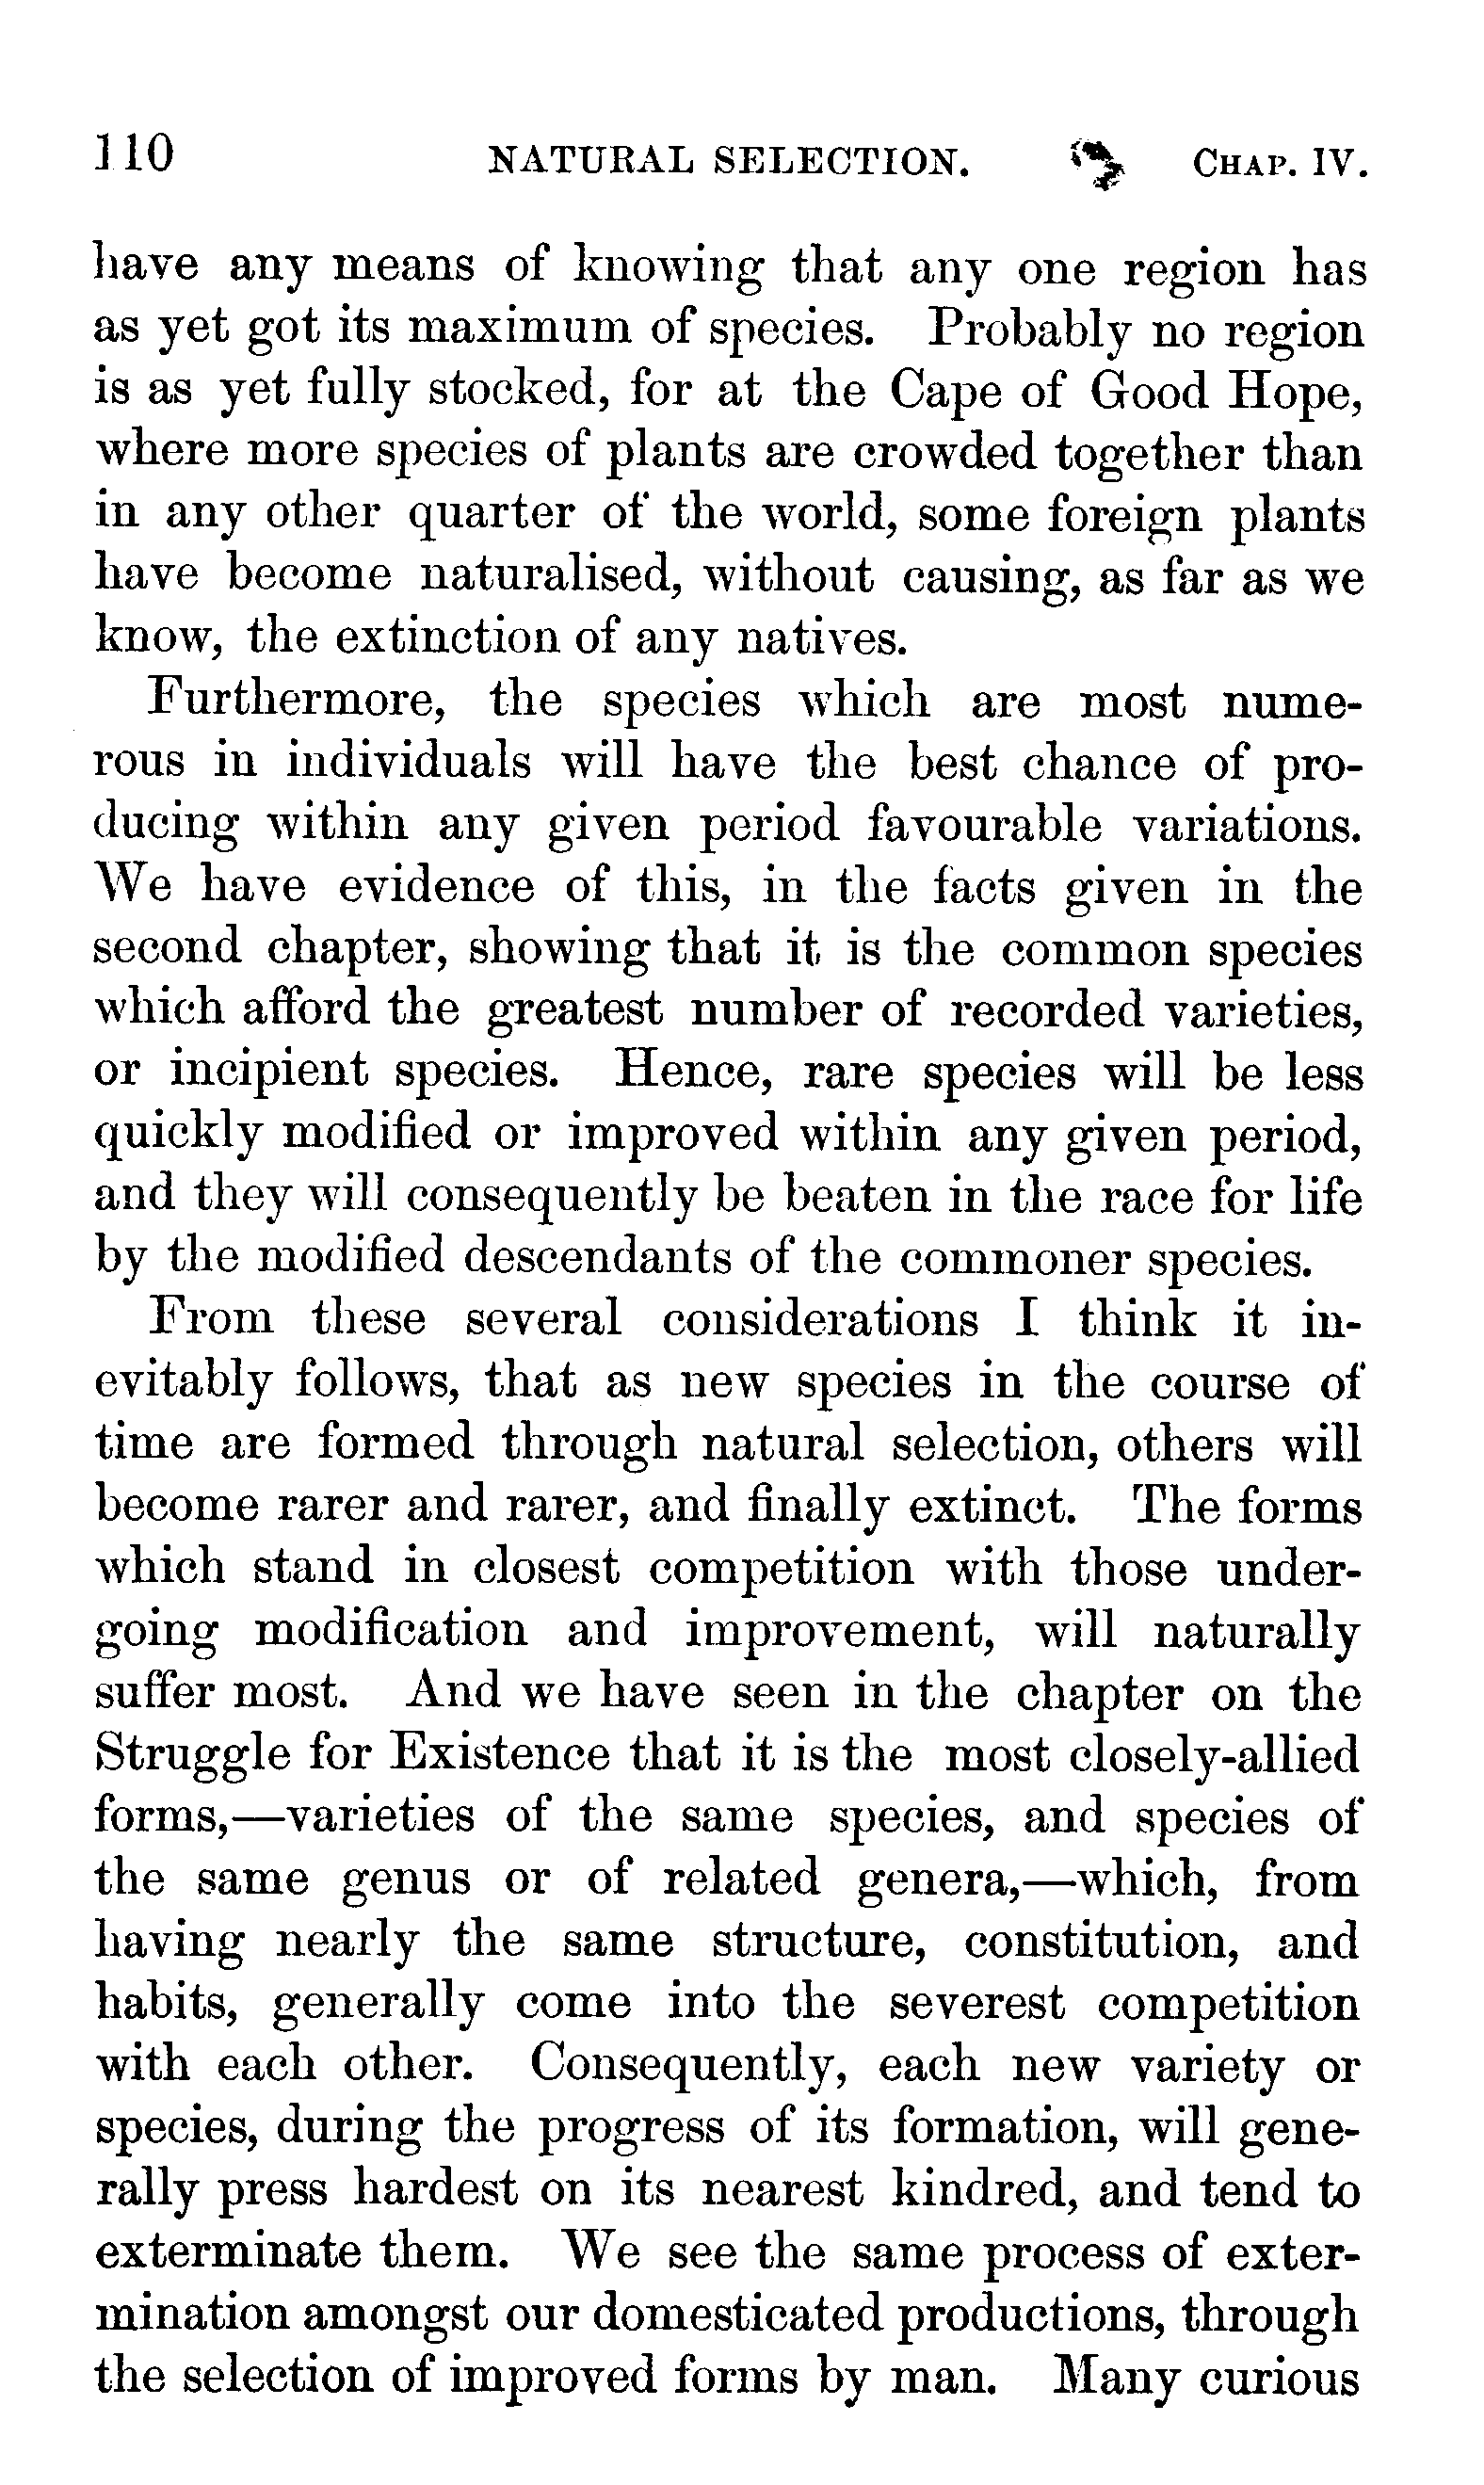 110 NATURAL SELECTION. CHAP. IV.
have any means of knowing that any one region has
as yet got its maximum of species. Probably no region
is as yet fully stocked, for at the Cape of Good Hope,
where more species of plants are crowded together than
in any other quarter of the world, some foreign plants
have become naturalised, without causing, as far as we
know, the extinction of any natives.
Furthermore, the species which are most nume-
rous in individuals will have the best chance of pro-
ducing within any given period favourable variations.
We have evidence of this, in the facts given in the
second chapter, showing that it is the common species
which afford the greatest number of recorded varieties,
or incipient species. Hence, rare species will be less
quickly modified or improved within any given period,
and they will consequently be beaten in the race for life
by the modified descendants of the commoner species.
From these several considerations I think it in-
evitably follows, that as new species in the course of
time are formed through natural selection, others will
become rarer and rarer, and finally extinct. The forms
which stand in closest competition with those under-
going modification and improvement, will naturally
suffer most. And we have seen in the chapter on the
Struggle for Existence that it is the most closely-allied
forms,—varieties of the same species, and species of
the same genus or of related genera,—which, from
having nearly the same structure, constitution, and
habits, generally come into the severest competition
with each other. Consequently, each new variety or
species, during the progress of its formation, will gene-
rally press hardest on its nearest kindred, and tend to
exterminate them. We see the same process of exter-
mination amongst our domesticated productions, through
the selection of improved forms by man. Many curious